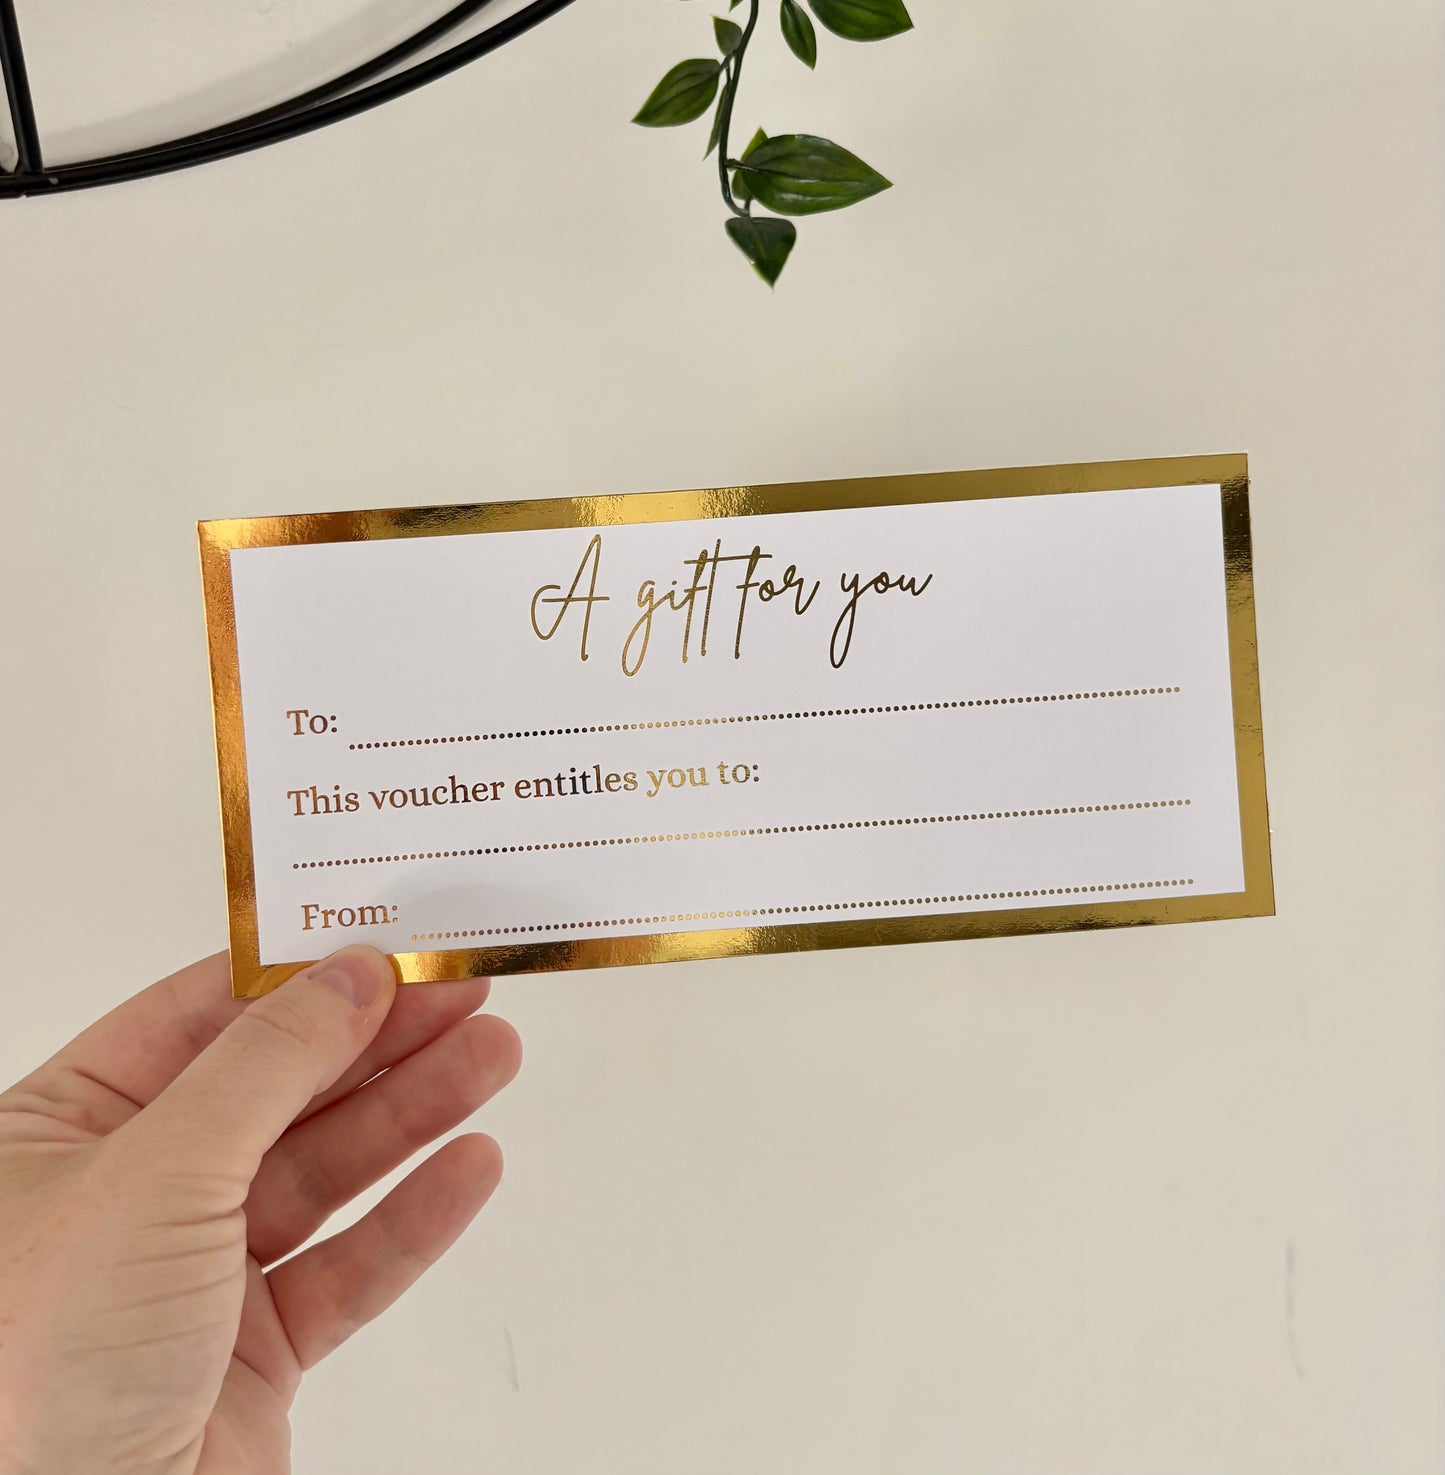 A gift for you
To:
This voucher entitles you to:
From: